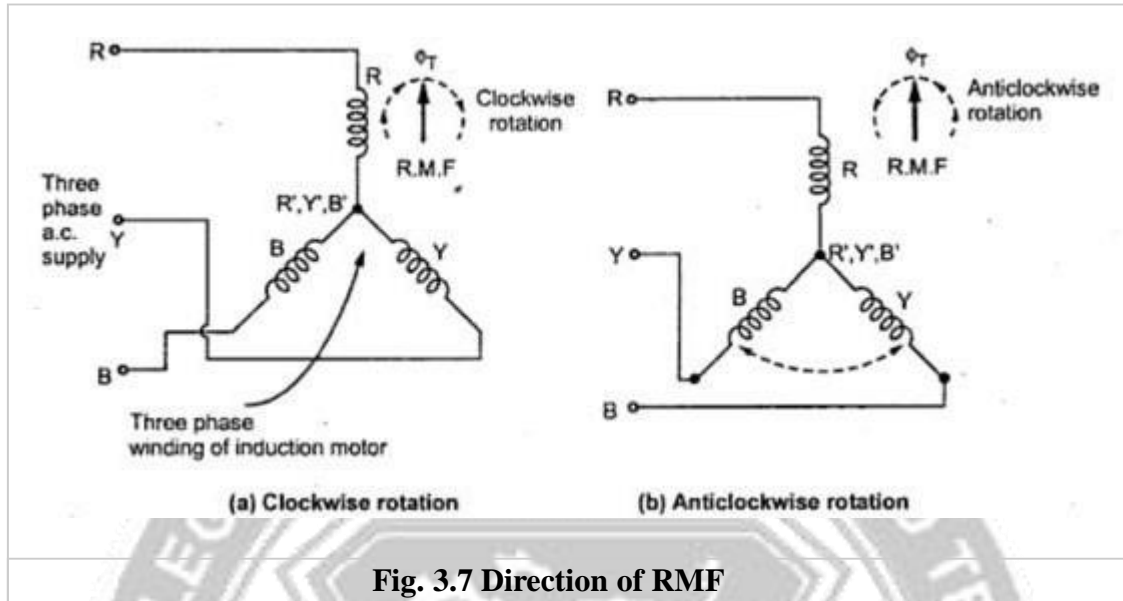 R
R
ϕT
Clockwise
rotation
R.M.F
Three
phase
a.c.
supply
Y
R',Y',B'
B
Y
B
Three phase
winding of induction motor
(a) Clockwise rotation
R
R
ϕT
Anticlockwise
rotation
R.M.F
Y
R',Y',B'
B
Y
B
(b) Anticlockwise rotation
Fig. 3.7 Direction of RMF